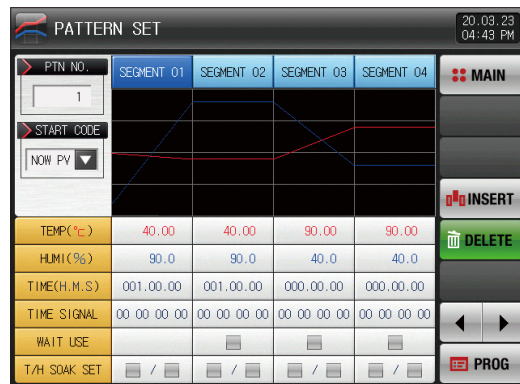 PATTERN SET
20.03.23
04:43 PM
PTN NO.
1
START CODE
NOW PV
SEGMENT 01 SEGMENT 02 SEGMENT 03 SEGMENT 04
MAIN
INSERT
DELETE
PROG
TEMP(℃) 40.00 40.00 90.00 90.00
HUMI(%) 90.0 90.0 40.0 40.0
TIME(H.M.S) 001.00.00 001.00.00 000.00.00 000.00.00
TIME SIGNAL 00 00 00 00 00 00 00 00 00 00 00 00 00 00 00 00
WAIT USE
T/H SOAK SET / / / /